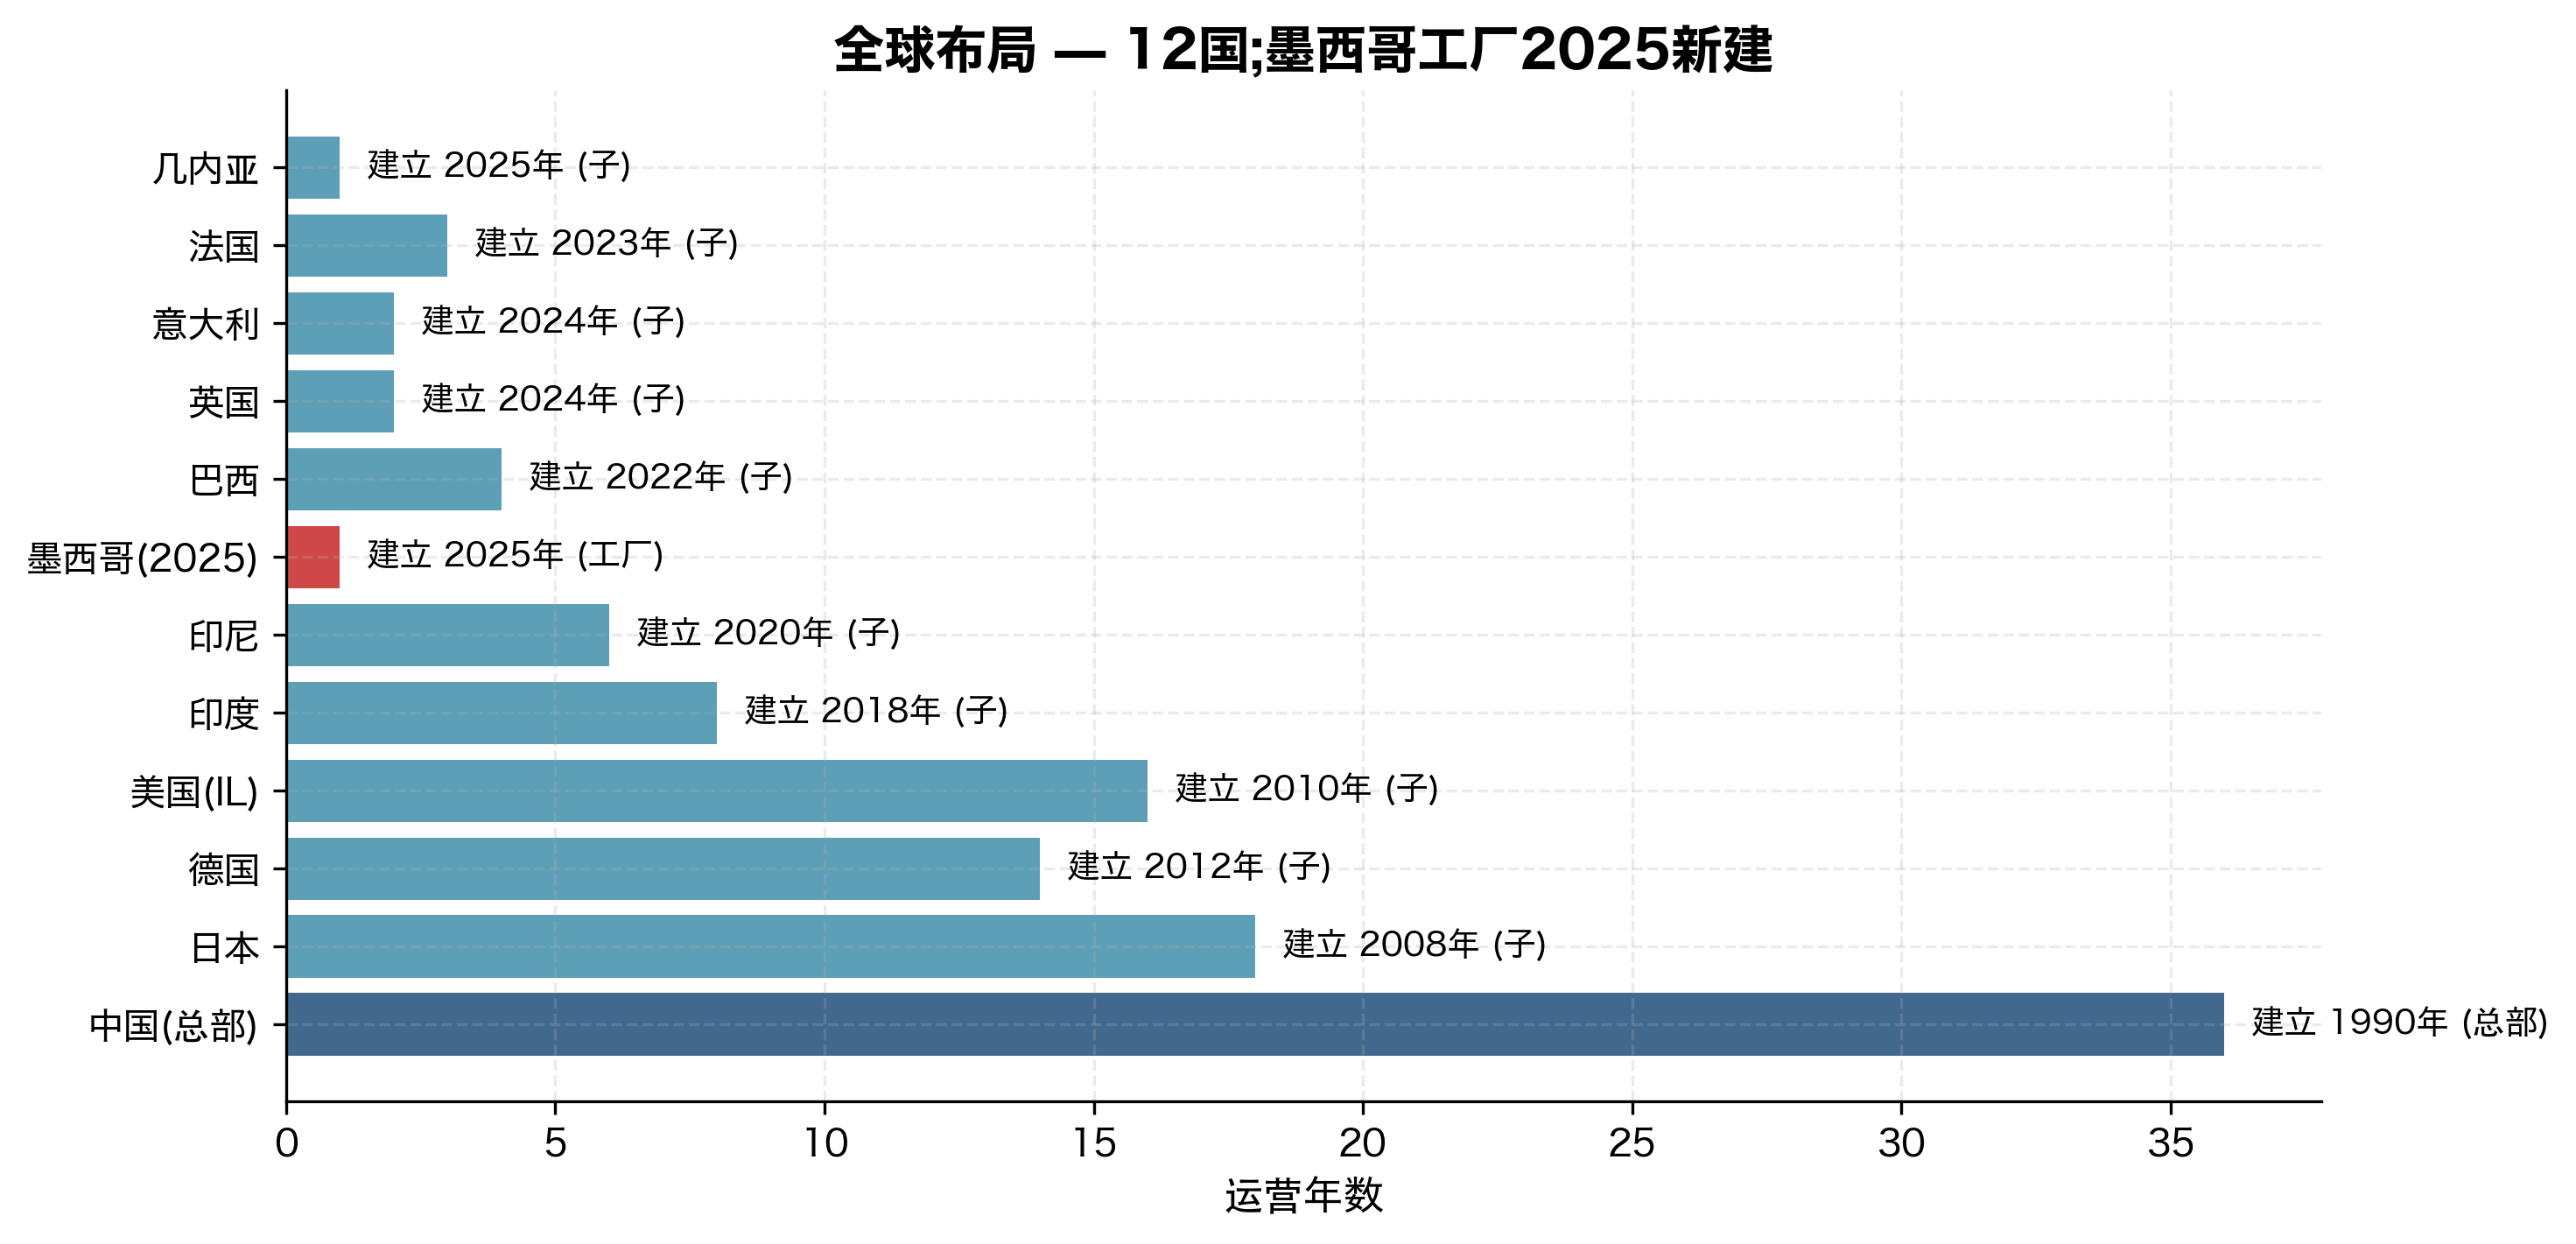 全球布局 — 12国;墨西哥工厂2025新建
几内亚 建立 2025年 (子)
法国 建立 2023年 (子)
意大利 建立 2024年 (子)
英国 建立 2024年 (子)
巴西 建立 2022年 (子)
墨西哥(2025) 建立 2025年 (工厂)
印尼 建立 2020年 (子)
印度 建立 2018年 (子)
美国(IL) 建立 2010年 (子)
德国 建立 2012年 (子)
日本 建立 2008年 (子)
中国(总部) 建立 1990年 (总部)
0 5 10 15 20 25 30 35
运营年数